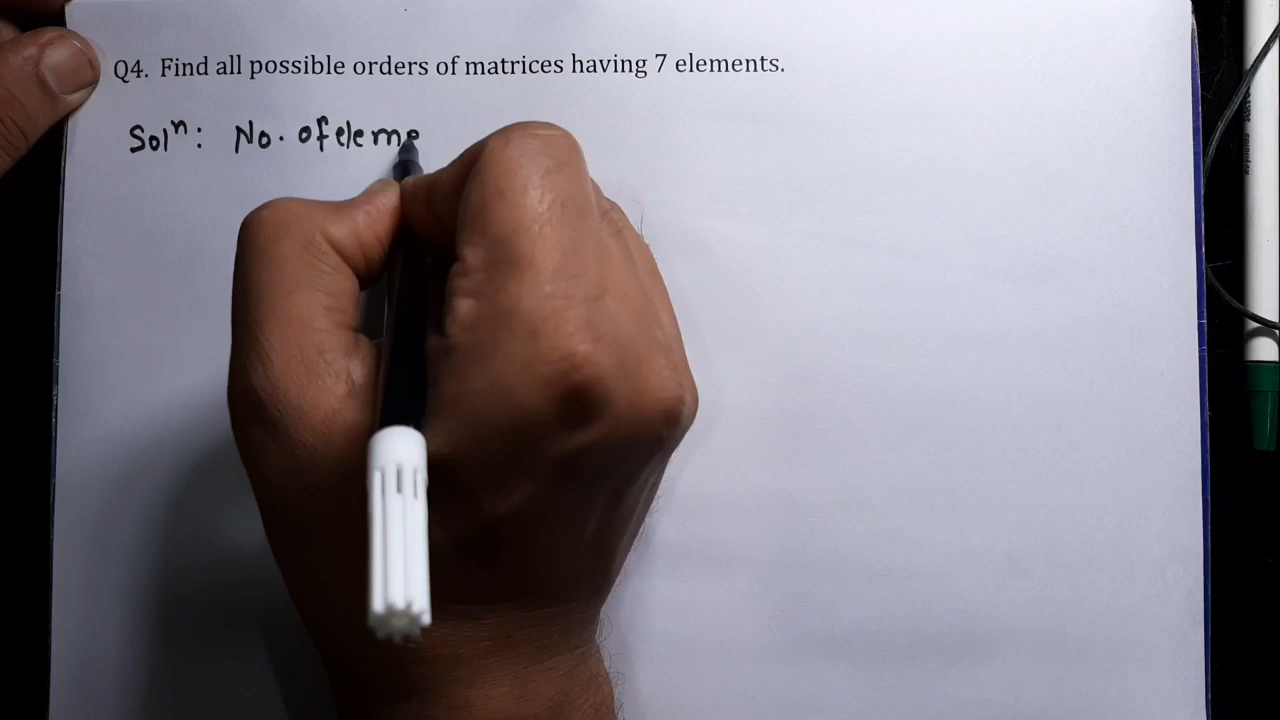 Q4. Find all possible orders of matrices having 7 elements.
Solⁿ: No. of eleme